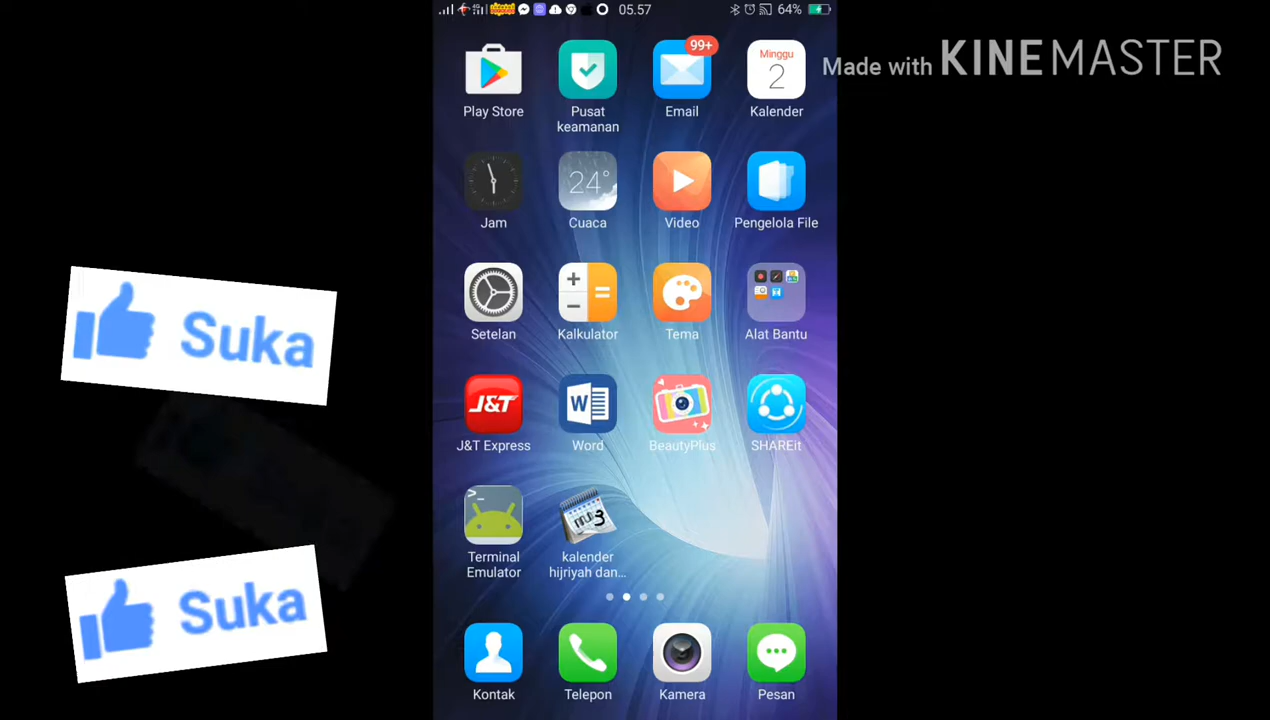 4G
05.57
64%
Made with KINEMASTER
Play Store
Pusat
keamanan
99+
Email
Minggu
2
Kalender
Jam
24°
Cuaca
Video
Pengelola File
Setelan
Kalkulator
Tema
Alat Bantu
J&T
J&T Express
W
Word
BeautyPlus
SHAREit
>_
Terminal
Emulator
kalender
hijriyah dan...
Kontak
Telepon
Kamera
Pesan
Suka
Suka